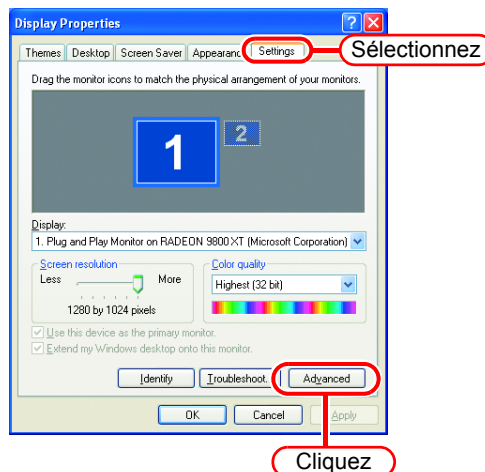 Display Properties
Themes Desktop Screen Saver Appearanc Settings
Sélectionnez
Drag the monitor icons to match the physical arrangement of your monitors.
1 2
Display:
1. Plug and Play Monitor on RADEON 9800 XT (Microsoft Corporation)
Screen resolution
Less More
1280 by 1024 pixels
Color quality
Highest (32 bit)
Use this device as the primary monitor.
Extend my Windows desktop onto this monitor.
Identify Troubleshoot. Advanced
OK Cancel Apply
Cliquez